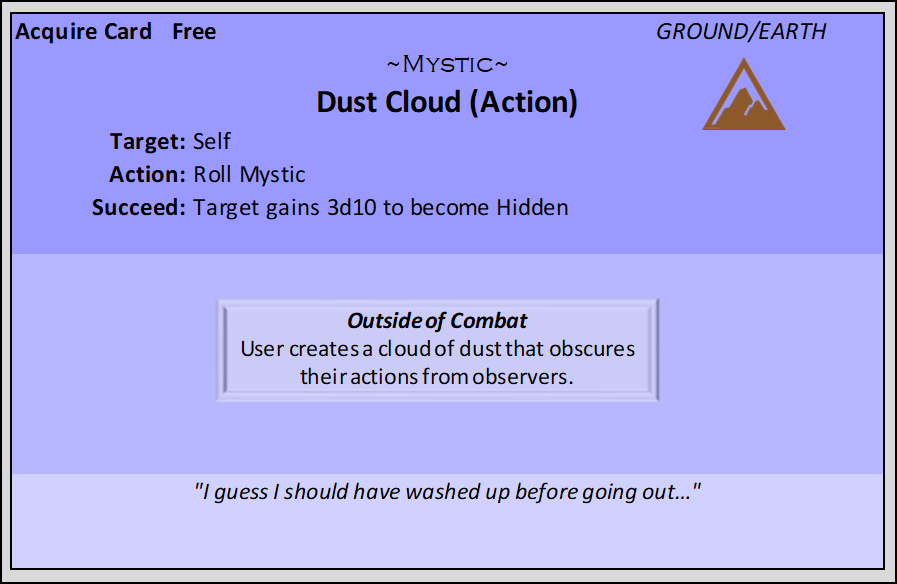 Acquire Card Free GROUND/EARTH
~Mystic~
Dust Cloud (Action)
Target: Self
Action: Roll Mystic
Succeed: Target gains 3d10 to become Hidden
Outside of Combat
User creates a cloud of dust that obscures
their actions from observers.
"I guess I should have washed up before going out..."